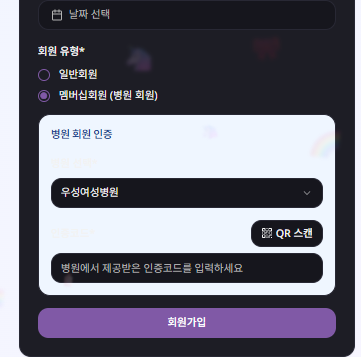 날짜 선택
회원 유형*
일반회원
멤버십회원 (병원 회원)
병원 회원 인증
우성여성병원
QR 스캔
병원에서 제공받은 인증코드를 입력하세요
회원가입